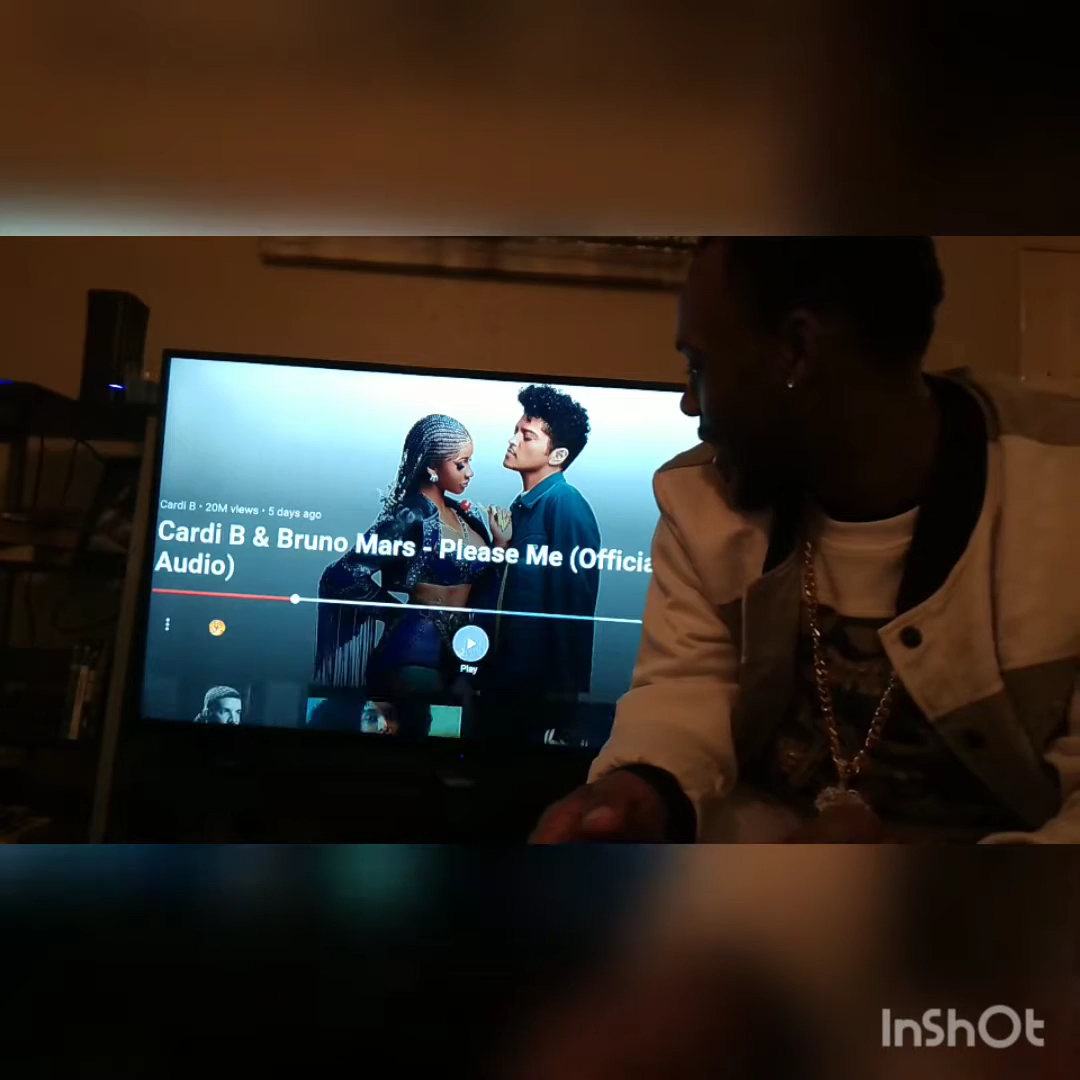 Cardi B • 20M views • 5 days ago
Cardi B & Bruno Mars - Please Me (Officia
Audio)
Play
InShOt